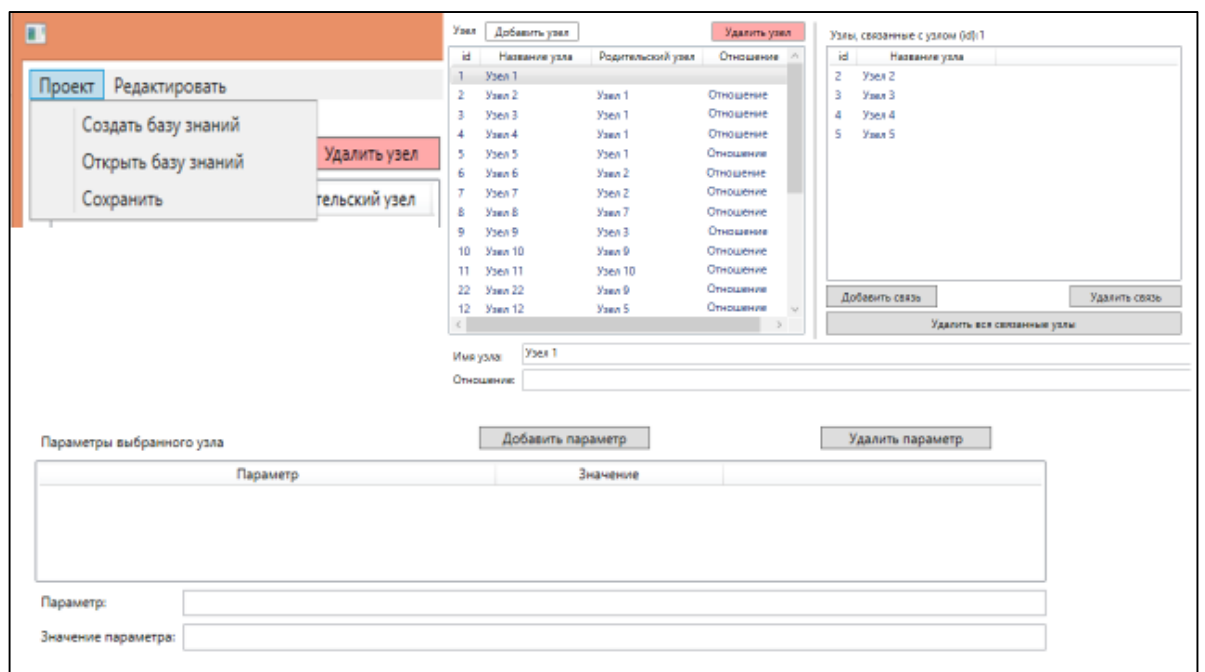 Проект Редактировать
Создать базу знаний
Открыть базу знаний
Сохранить
Удалить узел
тельский узел
Узел Добавить узел Удалить узел
id Название узла Родительский узел Отношение
1 Узел 1
2 Узел 2 Узел 1 Отношение
3 Узел 3 Узел 1 Отношение
4 Узел 4 Узел 1 Отношение
5 Узел 5 Узел 1 Отношение
6 Узел 6 Узел 2 Отношение
7 Узел 7 Узел 2 Отношение
8 Узел 8 Узел 7 Отношение
9 Узел 9 Узел 3 Отношение
10 Узел 10 Узел 9 Отношение
11 Узел 11 Узел 10 Отношение
22 Узел 22 Узел 9 Отношение
12 Узел 12 Узел 5 Отношение
Узлы, связанные с узлом (id):1
id Название узла
2 Узел 2
3 Узел 3
4 Узел 4
5 Узел 5
Добавить связь Удалить связь
Удалить все связанные узлы
Имя узла: Узел 1
Отношение:
Параметры выбранного узла Добавить параметр Удалить параметр
Параметр Значение
Параметр:
Значение параметра: